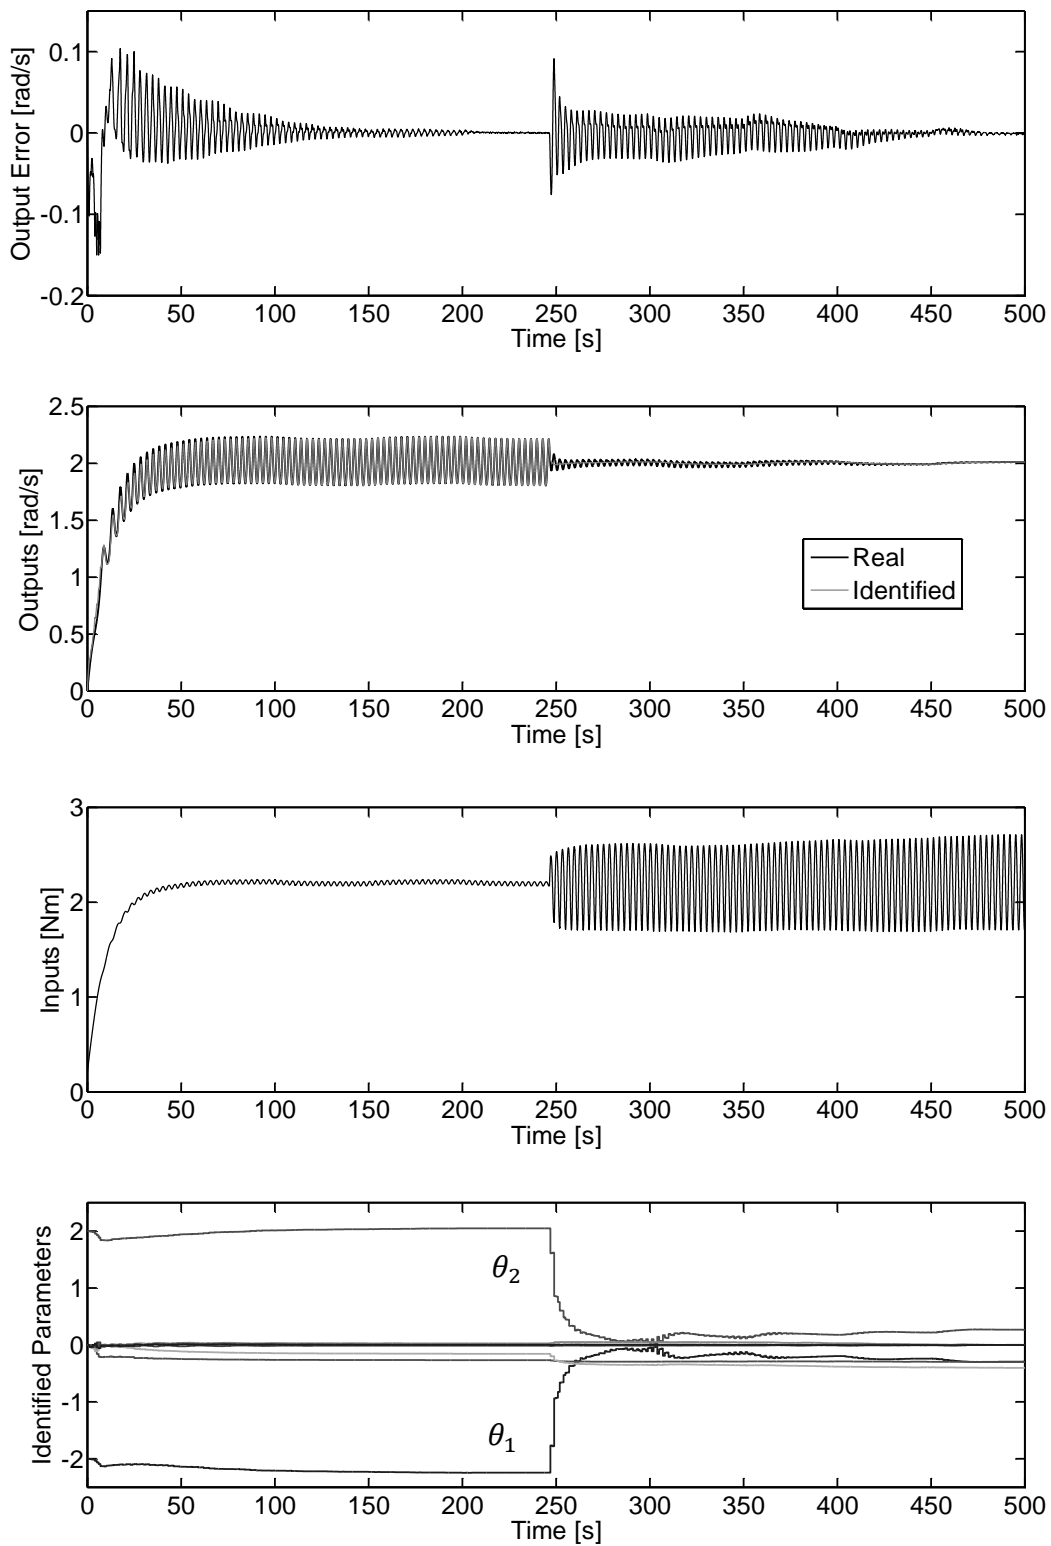 0.1
0
-0.1
-0.2
Output Error [rad/s]
0 50 100 150 200 250 300 350 400 450 500
Time [s]
2.5
2
1.5
1
0.5
0
Outputs [rad/s]
Real
Identified
0 50 100 150 200 250 300 350 400 450 500
Time [s]
3
2
1
0
Inputs [Nm]
0 50 100 150 200 250 300 350 400 450 500
Time [s]
2
1
0
-1
-2
Identified Parameters
θ₂
θ₁
0 50 100 150 200 250 300 350 400 450 500
Time [s]